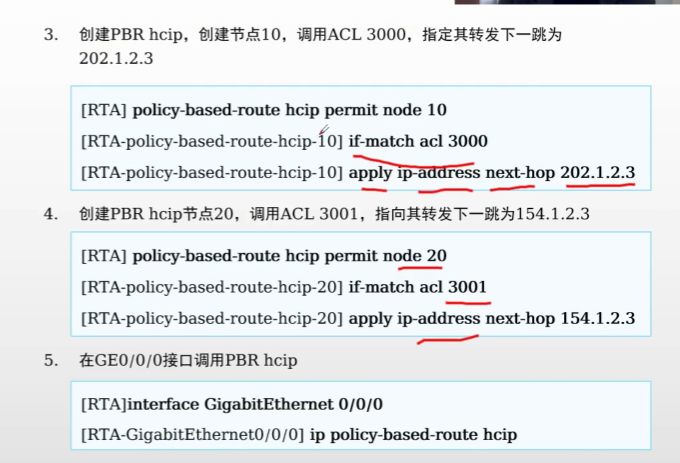 3. 创建PBR hcip，创建节点10，调用ACL 3000，指定其转发下一跳为
202.1.2.3
[RTA] policy-based-route hcip permit node 10
[RTA-policy-based-route-hcip-10] if-match acl 3000
[RTA-policy-based-route-hcip-10] apply ip-address next-hop 202.1.2.3
4. 创建PBR hcip节点20，调用ACL 3001，指向其转发下一跳为154.1.2.3
[RTA] policy-based-route hcip permit node 20
[RTA-policy-based-route-hcip-20] if-match acl 3001
[RTA-policy-based-route-hcip-20] apply ip-address next-hop 154.1.2.3
5. 在GE0/0/0接口调用PBR hcip
[RTA]interface GigabitEthernet 0/0/0
[RTA-GigabitEthernet0/0/0] ip policy-based-route hcip